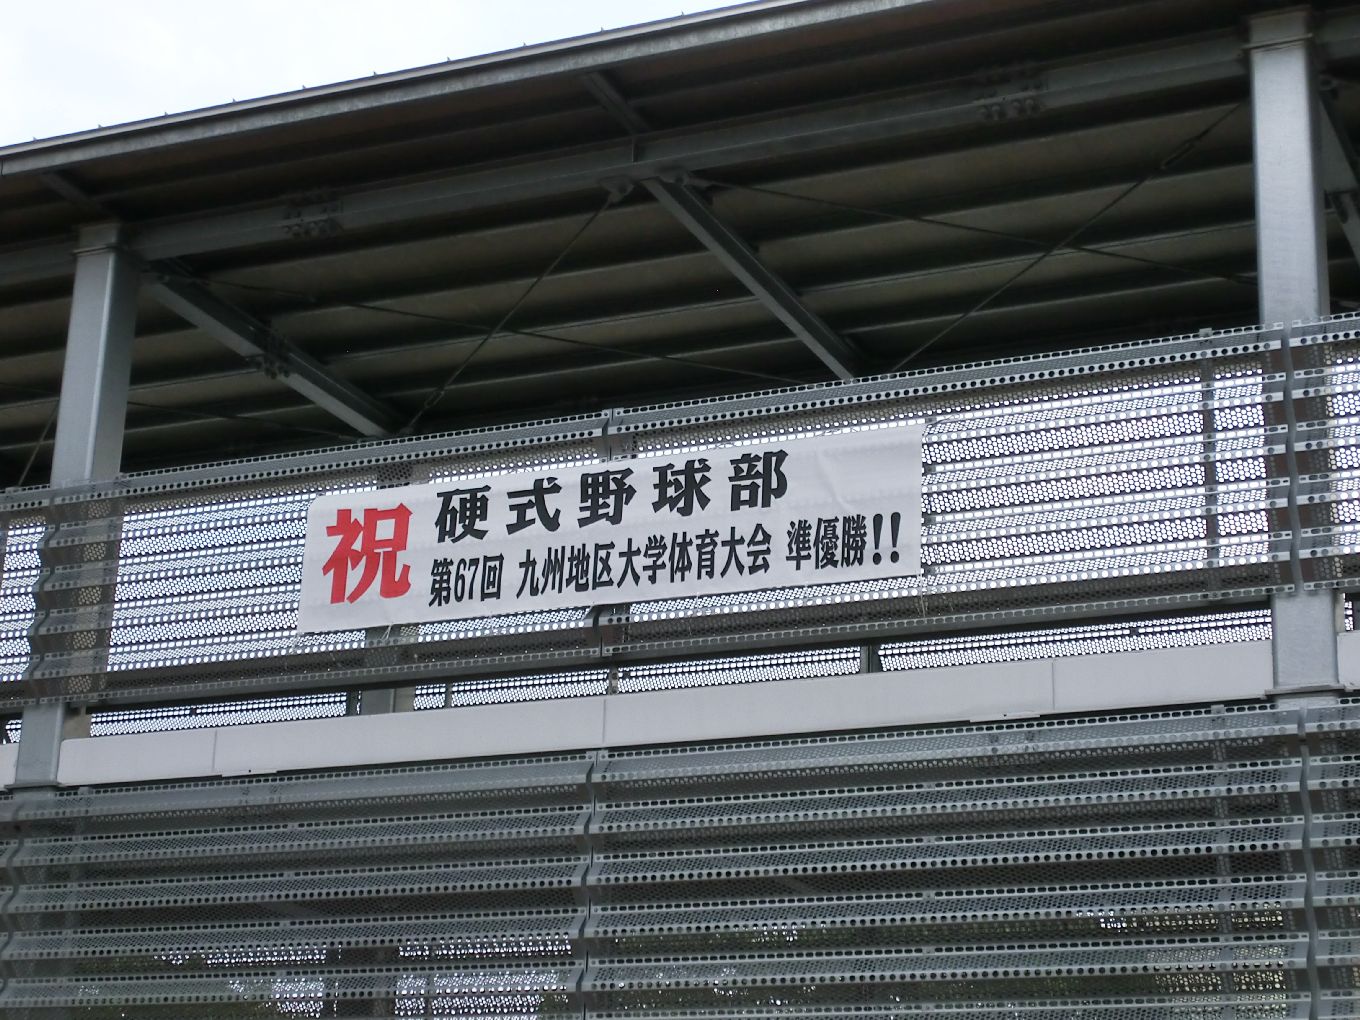 祝
硬式野球部
第67回 九州地区大学体育大会 準優勝!!